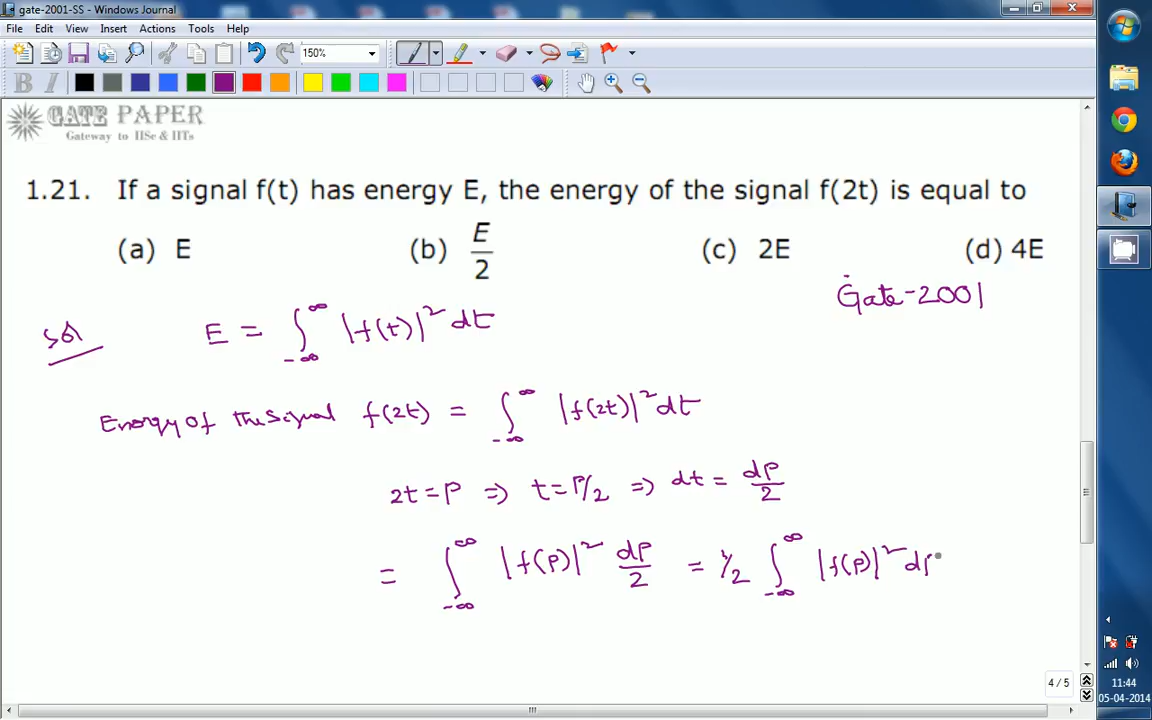 gate-2001-SS - Windows Journal
File Edit View Insert Actions Tools Help
150%
B I
GATE PAPER
Gateway to IISc & IITs
1.21. If a signal f(t) has energy E, the energy of the signal f(2t) is equal to
(a) E (b) E/2 (c) 2E (d) 4E
Gate-2001
Sol E = ∫_{-∞}^{∞} |f(t)|² dt
Energy of the signal f(2t) = ∫_{-∞}^{∞} |f(2t)|² dt
2t = P => t = P/2 => dt = dP/2
= ∫_{-∞}^{∞} |f(P)|² dP/2 = 1/2 ∫_{-∞}^{∞} |f(P)|² dP
4 / 5
11:44
05-04-2014